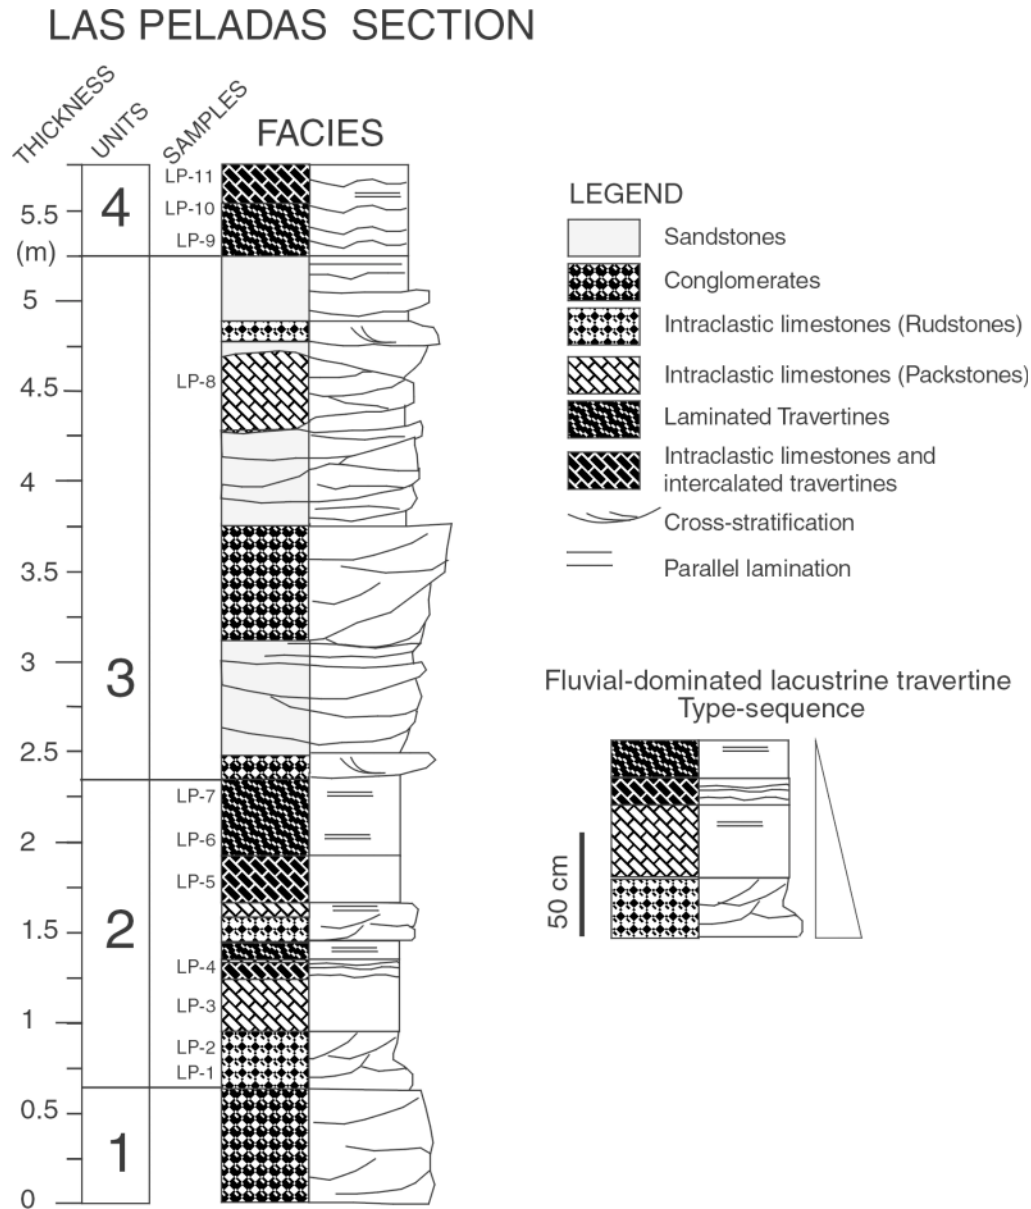 LAS PELADAS SECTION
THICKNESS
UNITS
SAMPLES
FACIES
LP-11
4
LP-10
5.5
(m)
LP-9
5
4.5
LP-8
4
3.5
3
3
2.5
LP-7
2
LP-6
LP-5
1.5
2
LP-4
LP-3
1
LP-2
LP-1
0.5
1
0
LEGEND
Sandstones
Conglomerates
Intraclastic limestones (Rudstones)
Intraclastic limestones (Packstones)
Laminated Travertines
Intraclastic limestones and
intercalated travertines
Cross-stratification
Parallel lamination
Fluvial-dominated lacustrine travertine
Type-sequence
50 cm